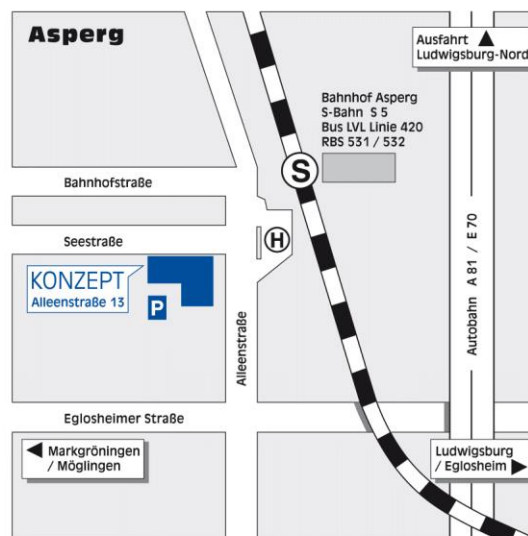 Asperg
Ausfahrt
Ludwigsburg-Nord
Bahnhof Asperg
S-Bahn S 5
Bus LVL Linie 420
RBS 531 / 532
S
Bahnhofstraße
H
Seestraße
KONZEPT
Alleenstraße 13
P
Alleenstraße
Autobahn A 81 / E 70
Eglosheimer Straße
Markgröningen
/ Möglingen
Ludwigsburg
/ Eglosheim